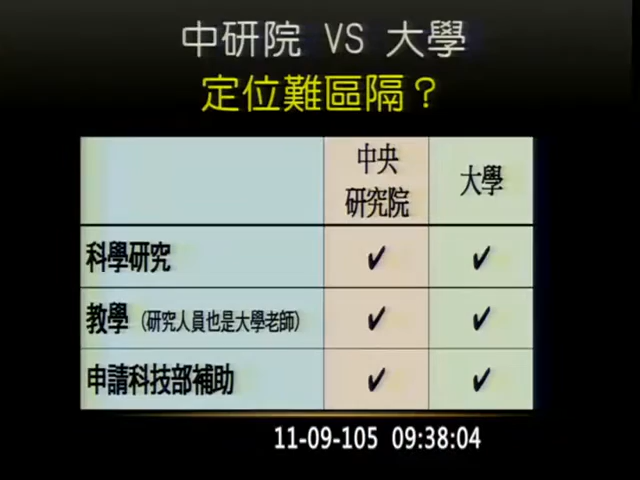 中研院 VS 大學
定位難區隔？
中央
研究院
大學
科學研究 ✓ ✓
教學（研究人員也是大學老師） ✓ ✓
申請科技部補助 ✓ ✓
11-09-105 09:38:04